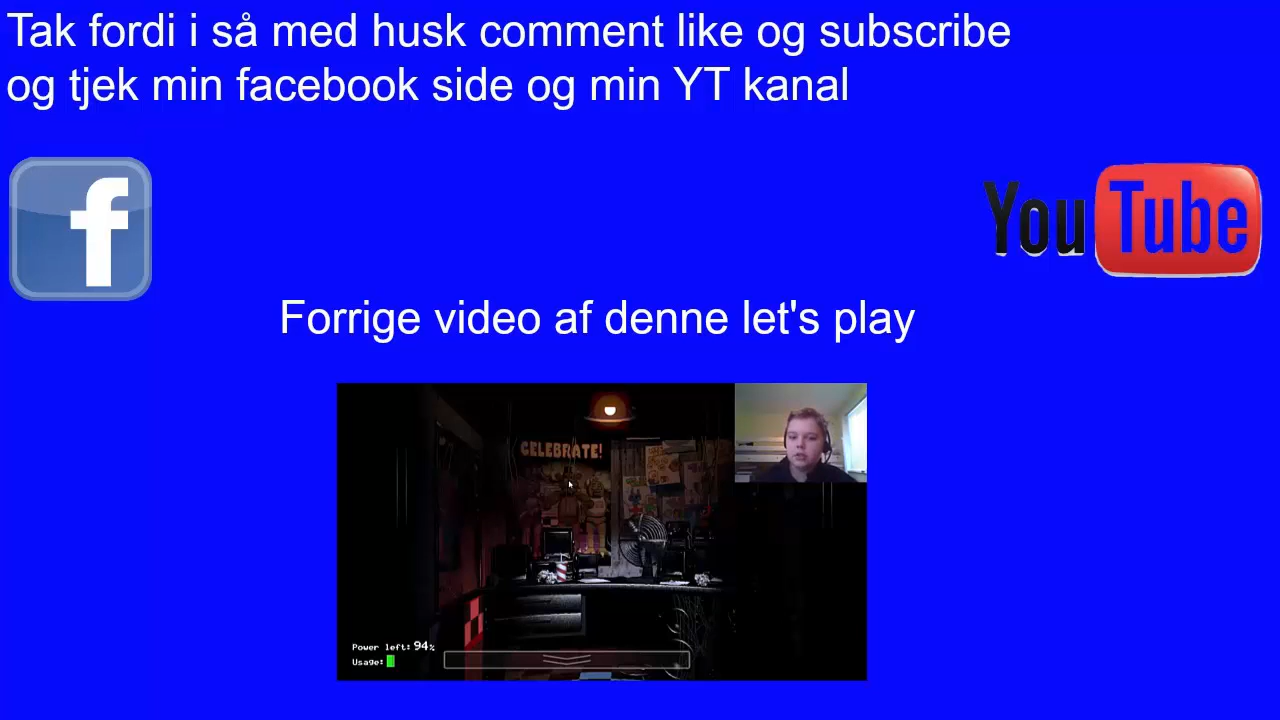 Tak fordi i så med husk comment like og subscribe
og tjek min facebook side og min YT kanal
f
YouTube
Forrige video af denne let's play
CELEBRATE!
Power left: 94%
Usage: